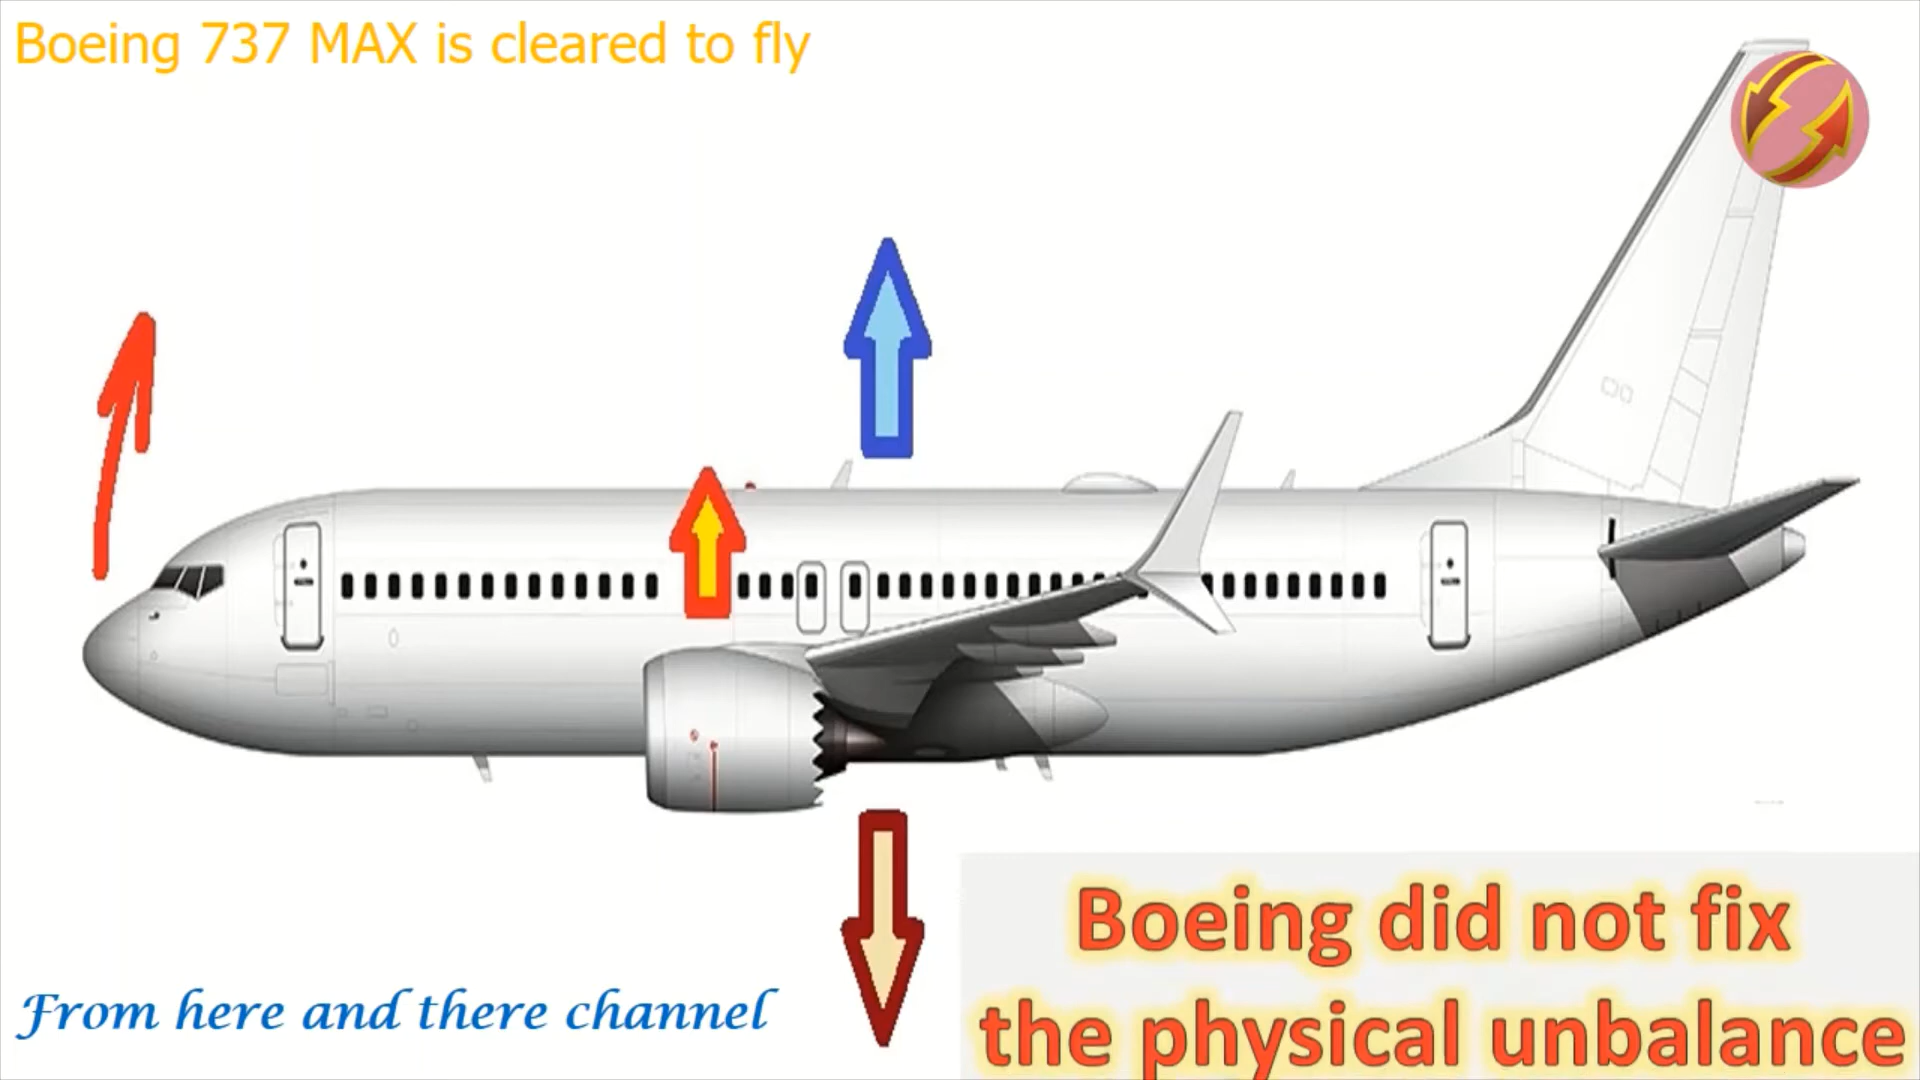 Boeing 737 MAX is cleared to fly
Boeing did not fix
the physical unbalance
From here and there channel